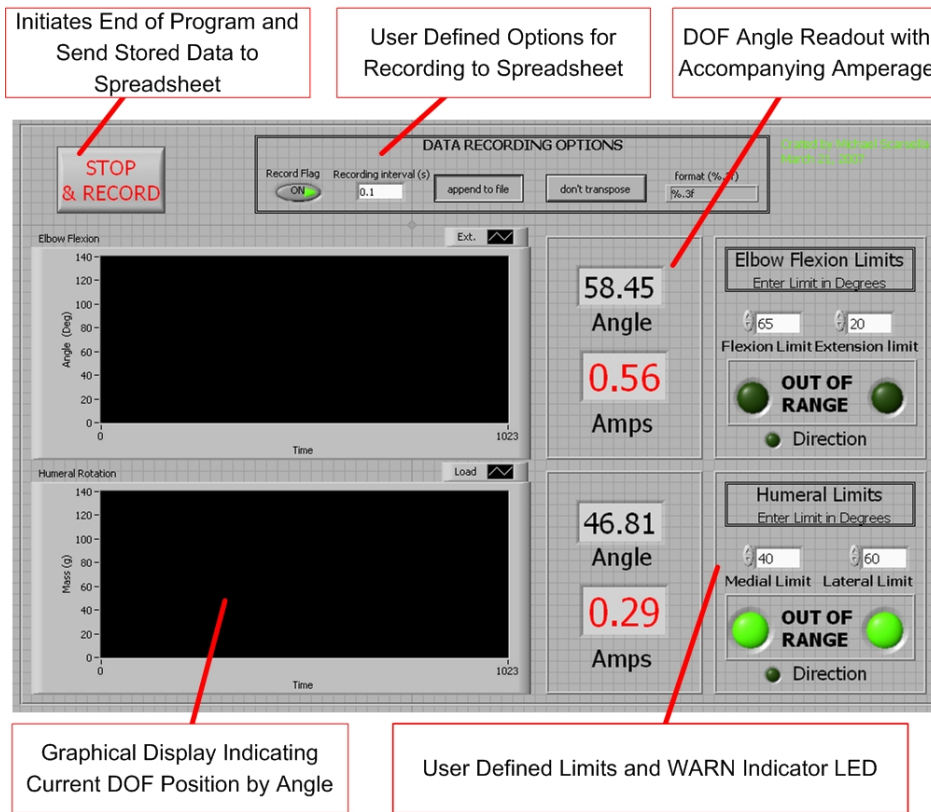 Initiates End of Program and
Send Stored Data to
Spreadsheet
User Defined Options for
Recording to Spreadsheet
DOF Angle Readout with
Accompanying Amperage
STOP
& RECORD
DATA RECORDING OPTIONS
Record Flag
ON
Recording interval (s)
0.1
append to file
don't transpose
format (%.3f)
%.3f
Elbow Flexion
Ext.
140
120
100
80
60
40
20
0
Angle (Deg)
0
1023
Time
58.45
Angle
0.56
Amps
Elbow Flexion Limits
Enter Limit in Degrees
65
20
Flexion Limit Extension limit
OUT OF
RANGE
Direction
Humeral Rotation
Load
140
120
100
80
60
40
20
0
Mass (g)
0
1023
Time
46.81
Angle
0.29
Amps
Humeral Limits
Enter Limit in Degrees
40
60
Medial Limit Lateral Limit
OUT OF
RANGE
Direction
Graphical Display Indicating
Current DOF Position by Angle
User Defined Limits and WARN Indicator LED